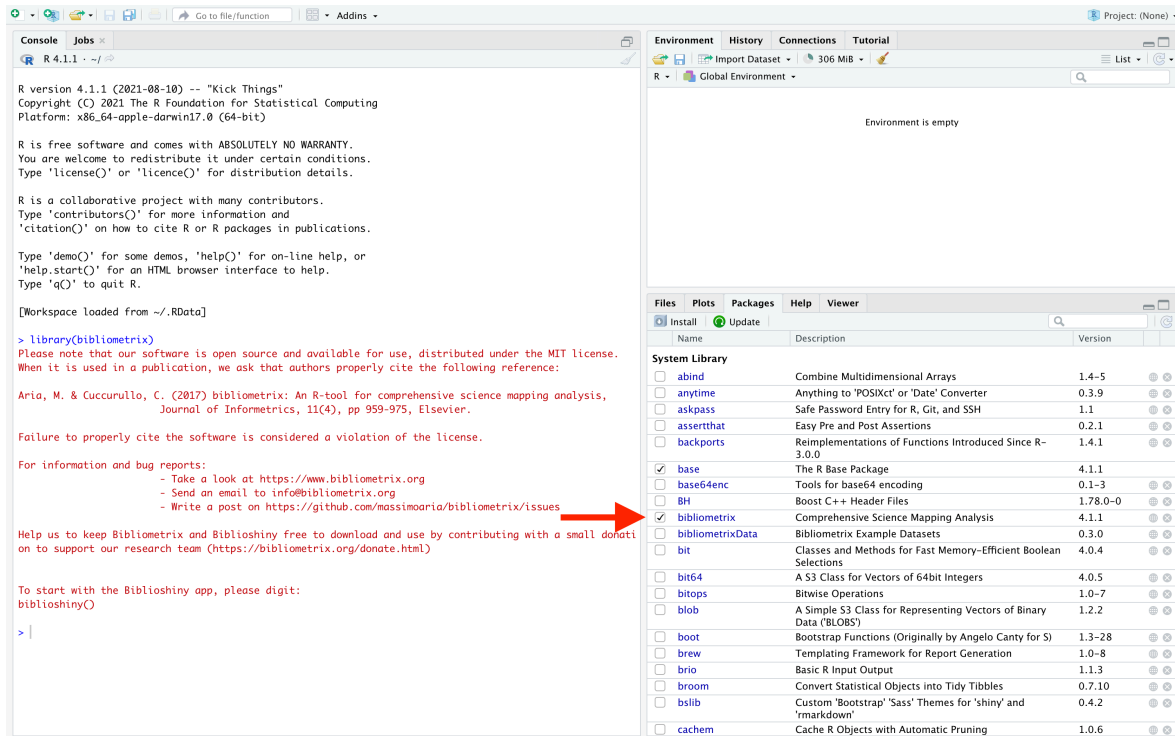 Go to file/function
Addins
Project: (None)
Console Jobs
R 4.1.1 · ~/
R version 4.1.1 (2021-08-10) -- "Kick Things"
Copyright (C) 2021 The R Foundation for Statistical Computing
Platform: x86_64-apple-darwin17.0 (64-bit)
R is free software and comes with ABSOLUTELY NO WARRANTY.
You are welcome to redistribute it under certain conditions.
Type 'license()' or 'licence()' for distribution details.
R is a collaborative project with many contributors.
Type 'contributors()' for more information and
'citation()' on how to cite R or R packages in publications.
Type 'demo()' for some demos, 'help()' for on-line help, or
'help.start()' for an HTML browser interface to help.
Type 'q()' to quit R.
[Workspace loaded from ~/.RData]
> library(bibliometrix)
Please note that our software is open source and available for use, distributed under the MIT license.
When it is used in a publication, we ask that authors properly cite the following reference:
Aria, M. & Cuccurullo, C. (2017) bibliometrix: An R-tool for comprehensive science mapping analysis,
Journal of Informetrics, 11(4), pp 959-975, Elsevier.
Failure to properly cite the software is considered a violation of the license.
For information and bug reports:
- Take a look at https://www.bibliometrix.org
- Send an email to info@bibliometrix.org
- Write a post on https://github.com/massimoaria/bibliometrix/issues
Help us to keep Bibliometrix and Biblioshiny free to download and use by contributing with a small donati
on to support our research team (https://bibliometrix.org/donate.html)
To start with the Biblioshiny app, please digit:
biblioshiny()
>
Environment History Connections Tutorial
Import Dataset 306 MiB List
R Global Environment
Environment is empty
Files Plots Packages Help Viewer
Install Update
Name Description Version
System Library
abind Combine Multidimensional Arrays 1.4-5
anytime Anything to 'POSIXct' or 'Date' Converter 0.3.9
askpass Safe Password Entry for R, Git, and SSH 1.1
assertthat Easy Pre and Post Assertions 0.2.1
backports Reimplementations of Functions Introduced Since R- 1.4.1
3.0.0
base The R Base Package 4.1.1
base64enc Tools for base64 encoding 0.1-3
BH Boost C++ Header Files 1.78.0-0
bibliometrix Comprehensive Science Mapping Analysis 4.1.1
bibliometrixData Bibliometrix Example Datasets 0.3.0
bit Classes and Methods for Fast Memory-Efficient Boolean 4.0.4
Selections
bit64 A S3 Class for Vectors of 64bit Integers 4.0.5
bitops Bitwise Operations 1.0-7
blob A Simple S3 Class for Representing Vectors of Binary 1.2.2
Data ('BLOBS')
boot Bootstrap Functions (Originally by Angelo Canty for S) 1.3-28
brew Templating Framework for Report Generation 1.0-8
brio Basic R Input Output 1.1.3
broom Convert Statistical Objects into Tidy Tibbles 0.7.10
bslib Custom 'Bootstrap' 'Sass' Themes for 'shiny' and 0.4.2
'rmarkdown'
cachem Cache R Objects with Automatic Pruning 1.0.6